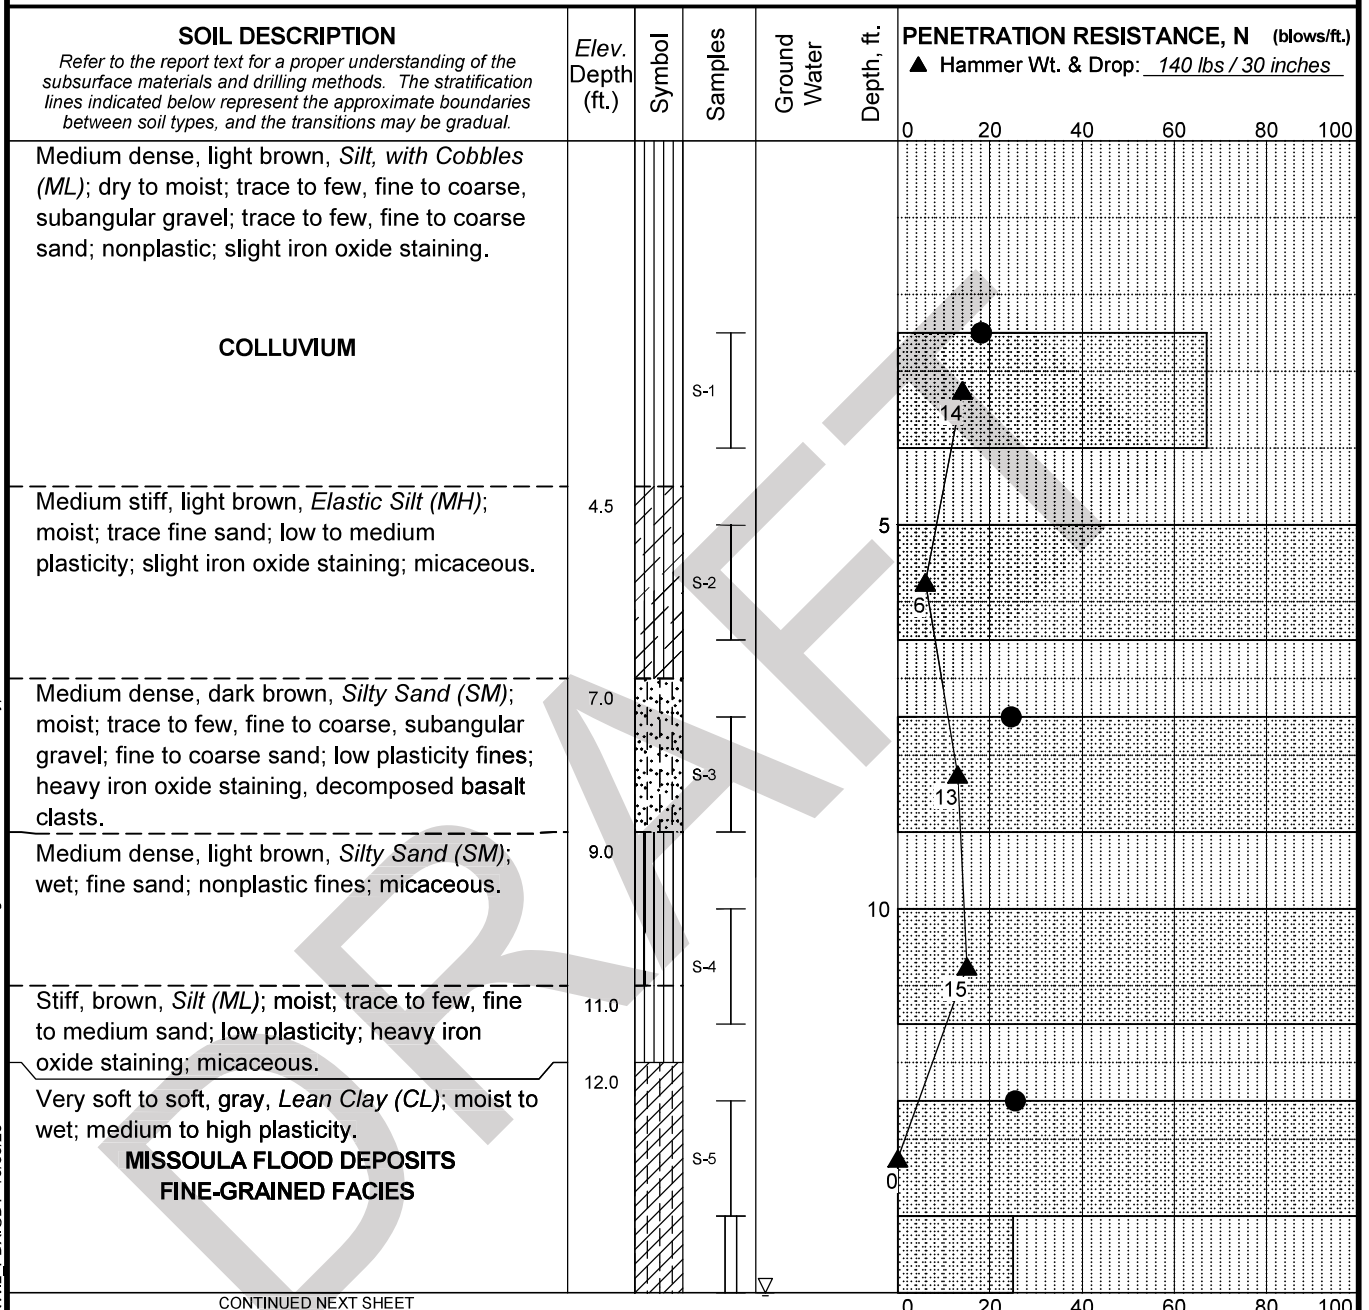 SOIL DESCRIPTION
Refer to the report text for a proper understanding of the
subsurface materials and drilling methods. The stratification
lines indicated below represent the approximate boundaries
between soil types, and the transitions may be gradual.
Elev.
Depth
(ft.)
Symbol
Samples
Ground
Water
Depth, ft.
PENETRATION RESISTANCE, N (blows/ft.)
▲ Hammer Wt. & Drop: 140 lbs / 30 inches
0 20 40 60 80 100
Medium dense, light brown, Silt, with Cobbles
(ML); dry to moist; trace to few, fine to coarse,
subangular gravel; trace to few, fine to coarse
sand; nonplastic; slight iron oxide staining.
COLLUVIUM
S-1
14
Medium stiff, light brown, Elastic Silt (MH);
moist; trace fine sand; low to medium
plasticity; slight iron oxide staining; micaceous.
4.5
5
S-2
6
Medium dense, dark brown, Silty Sand (SM);
moist; trace to few, fine to coarse, subangular
gravel; fine to coarse sand; low plasticity fines;
heavy iron oxide staining, decomposed basalt
clasts.
7.0
S-3
13
Medium dense, light brown, Silty Sand (SM);
wet; fine sand; nonplastic fines; micaceous.
9.0
10
S-4
15
Stiff, brown, Silt (ML); moist; trace to few, fine
to medium sand; low plasticity; heavy iron
oxide staining; micaceous.
11.0
Very soft to soft, gray, Lean Clay (CL); moist to
wet; medium to high plasticity.
12.0
MISSOULA FLOOD DEPOSITS
FINE-GRAINED FACIES
S-5
0
CONTINUED NEXT SHEET
0 20 40 60 80 100
DRAFT